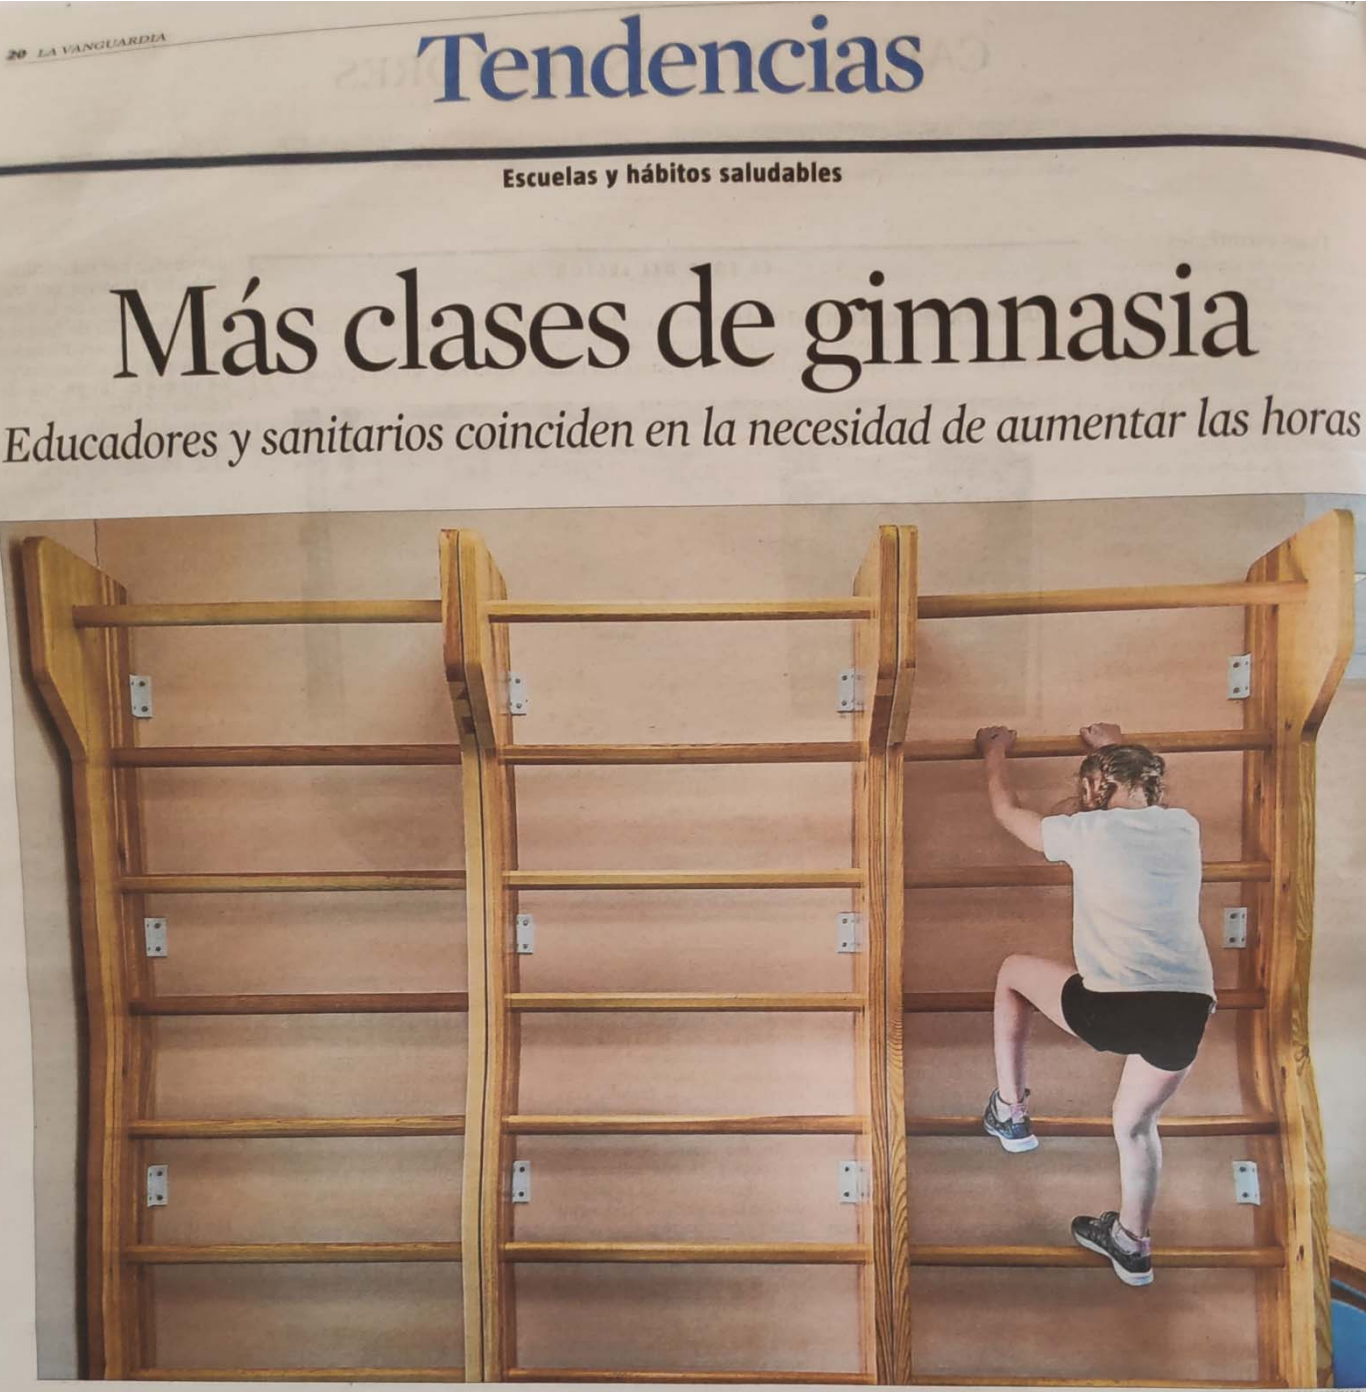 20 LA VANGUARDIA
Tendencias
Escuelas y hábitos saludables
Más clases de gimnasia
Educadores y sanitarios coinciden en la necesidad de aumentar las horas